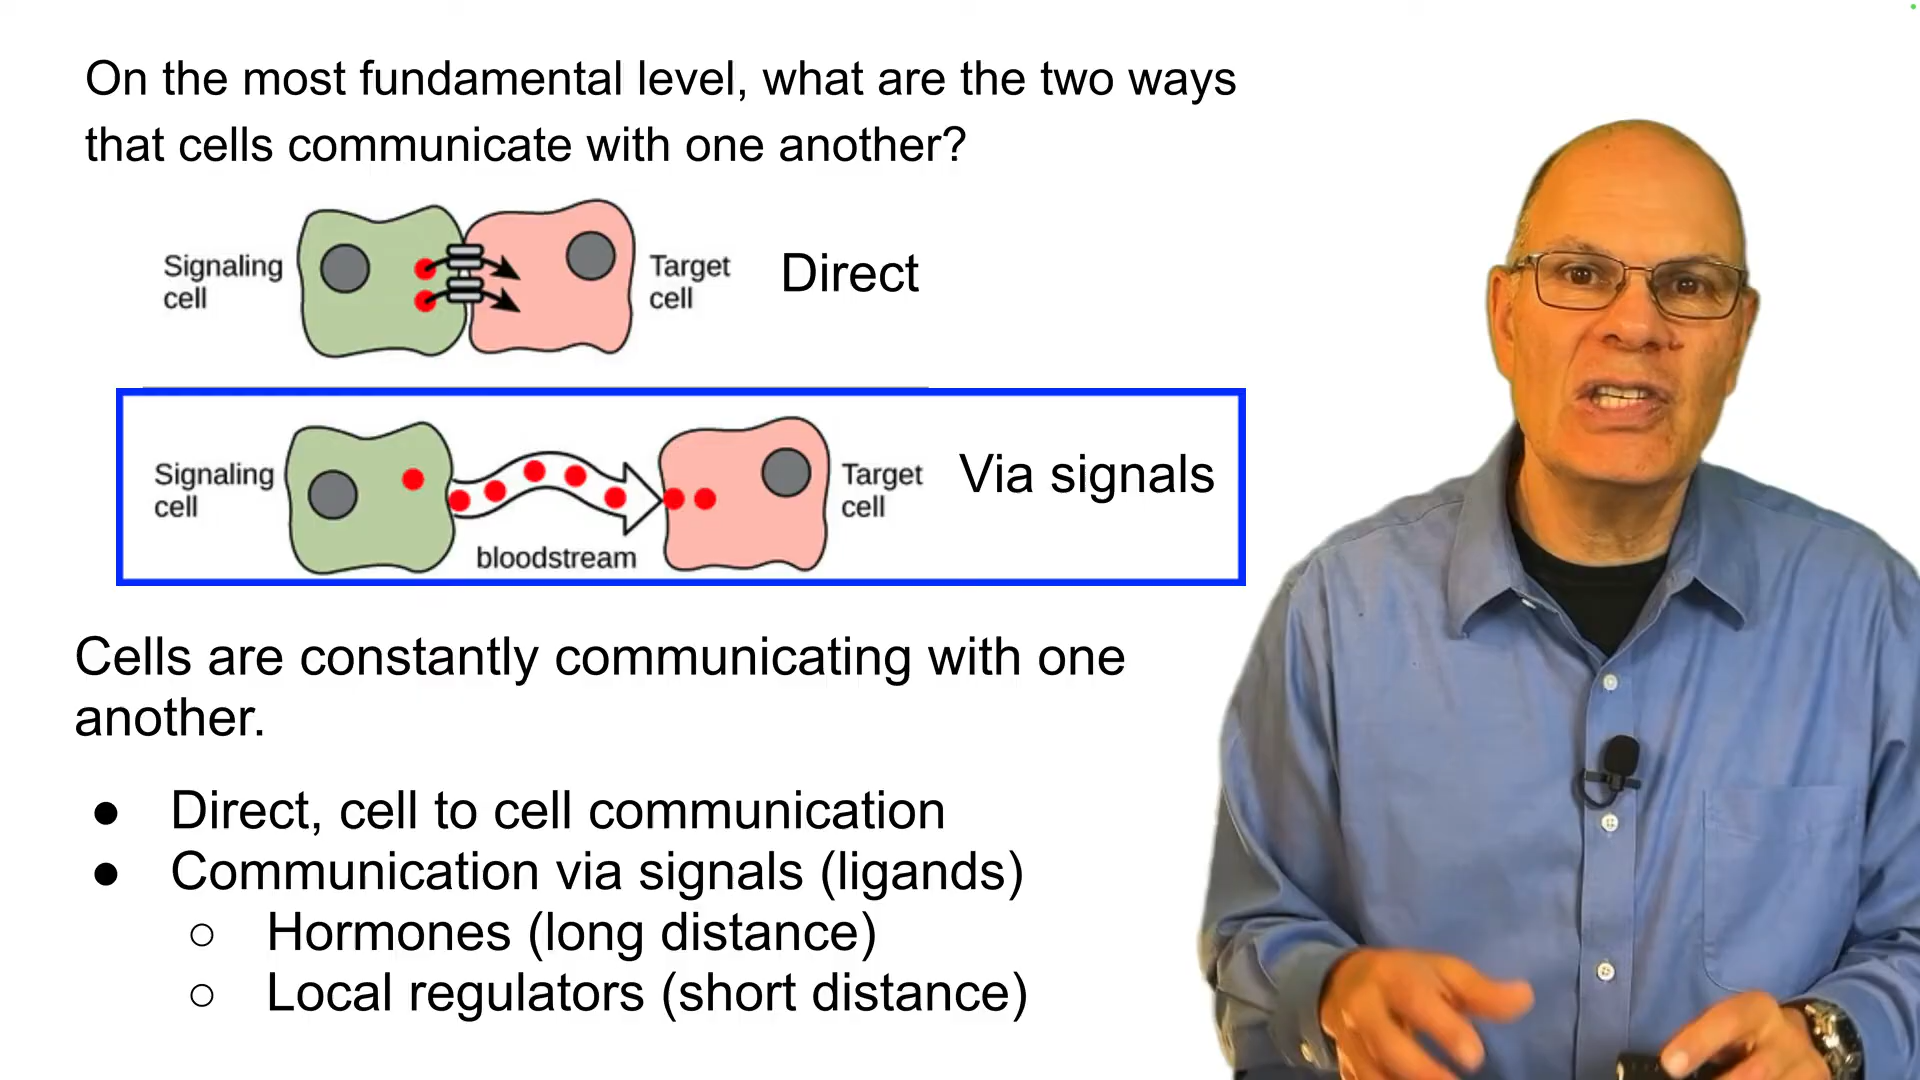 On the most fundamental level, what are the two ways
that cells communicate with one another?
Signaling
cell
Target
cell
Direct
Signaling
cell
bloodstream
Target
cell
Via signals
Cells are constantly communicating with one
another.
● Direct, cell to cell communication
● Communication via signals (ligands)
○ Hormones (long distance)
○ Local regulators (short distance)